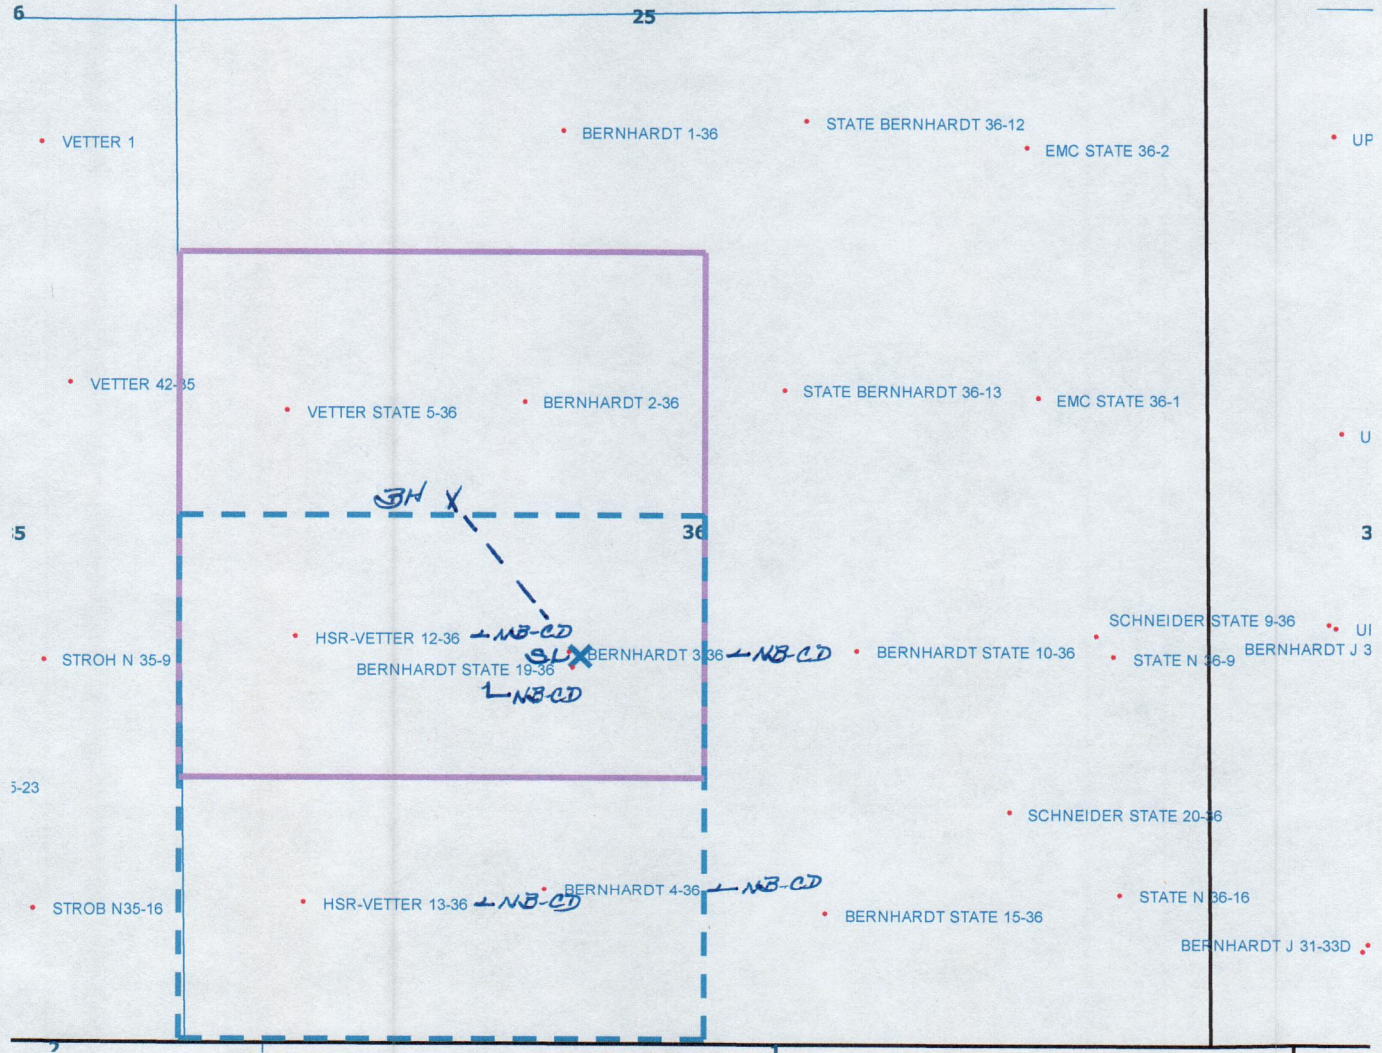 6
25
VETTER 1
BERNHARDT 1-36
STATE BERNHARDT 36-12
EMC STATE 36-2
UP
VETTER 42-35
VETTER STATE 5-36
BERNHARDT 2-36
STATE BERNHARDT 36-13
EMC STATE 36-1
U
BH X
36
3
HSR-VETTER 12-36 NB-CD
SCHNEIDER STATE 9-36
STROH N 35-9
SL X BERNHARDT 3-36 NB-CD
BERNHARDT STATE 10-36
STATE N 36-9
BERNHARDT J 3
BERNHARDT STATE 19-36
NB-CD
5-23
SCHNEIDER STATE 20-36
BERNHARDT 4-36 NB-CD
STROB N35-16
HSR-VETTER 13-36 NB-CD
STATE N 36-16
BERNHARDT STATE 15-36
BERNHARDT J 31-33D